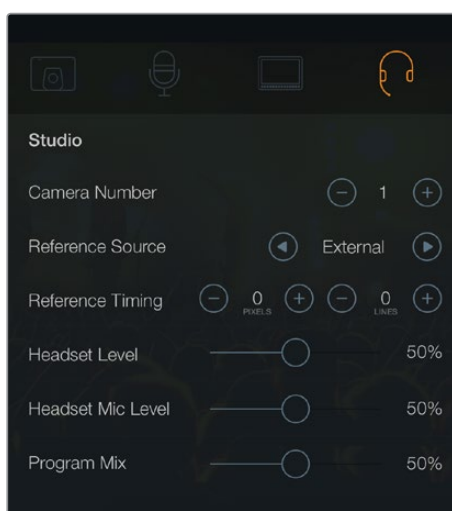 Studio
Camera Number 1
Reference Source External
Reference Timing 0 PIXELS 0 LINES
Headset Level 50%
Headset Mic Level 50%
Program Mix 50%